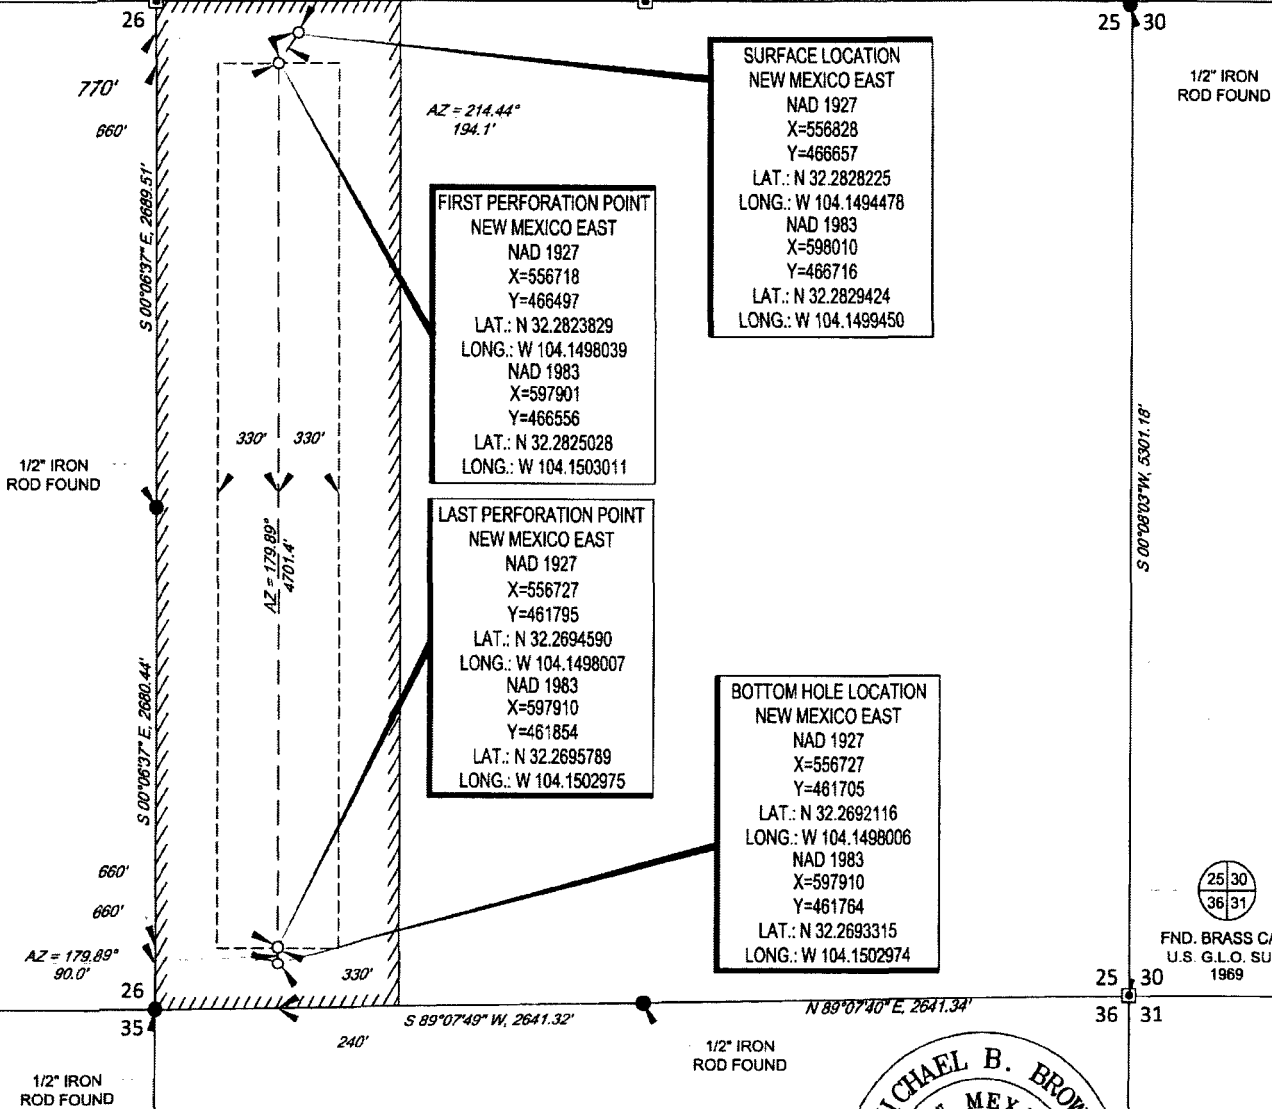 26
25 30
1/2" IRON
ROD FOUND
770'
660'
AZ = 214.44°
194.1'
S 00°06'37" E, 2689.51'
SURFACE LOCATION
NEW MEXICO EAST
NAD 1927
X=556828
Y=466657
LAT.: N 32.2828225
LONG.: W 104.1494478
NAD 1983
X=598010
Y=466716
LAT.: N 32.2829424
LONG.: W 104.1499450
FIRST PERFORATION POINT
NEW MEXICO EAST
NAD 1927
X=556718
Y=466497
LAT.: N 32.2823829
LONG.: W 104.1498039
NAD 1983
X=597901
Y=466556
LAT.: N 32.2825028
LONG.: W 104.1503011
330' 330'
1/2" IRON
ROD FOUND
S 00°08'03"W, 5301.18'
AZ = 179.89°
4701.4'
LAST PERFORATION POINT
NEW MEXICO EAST
NAD 1927
X=556727
Y=461795
LAT.: N 32.2694590
LONG.: W 104.1498007
NAD 1983
X=597910
Y=461854
LAT.: N 32.2695789
LONG.: W 104.1502975
S 00°06'37" E, 2680.44'
BOTTOM HOLE LOCATION
NEW MEXICO EAST
NAD 1927
X=556727
Y=461705
LAT.: N 32.2692116
LONG.: W 104.1498006
NAD 1983
X=597910
Y=461764
LAT.: N 32.2693315
LONG.: W 104.1502974
660'
660'
AZ = 179.89°
90.0'
330'
25 30
36 31
FND. BRASS
U.S. G.L.O.
1969
26
35
25 30
36 31
S 89°07'49" W, 2641.32'
N 89°07'40" E, 2641.34'
240'
1/2" IRON
ROD FOUND
1/2" IRON
ROD FOUND
B.